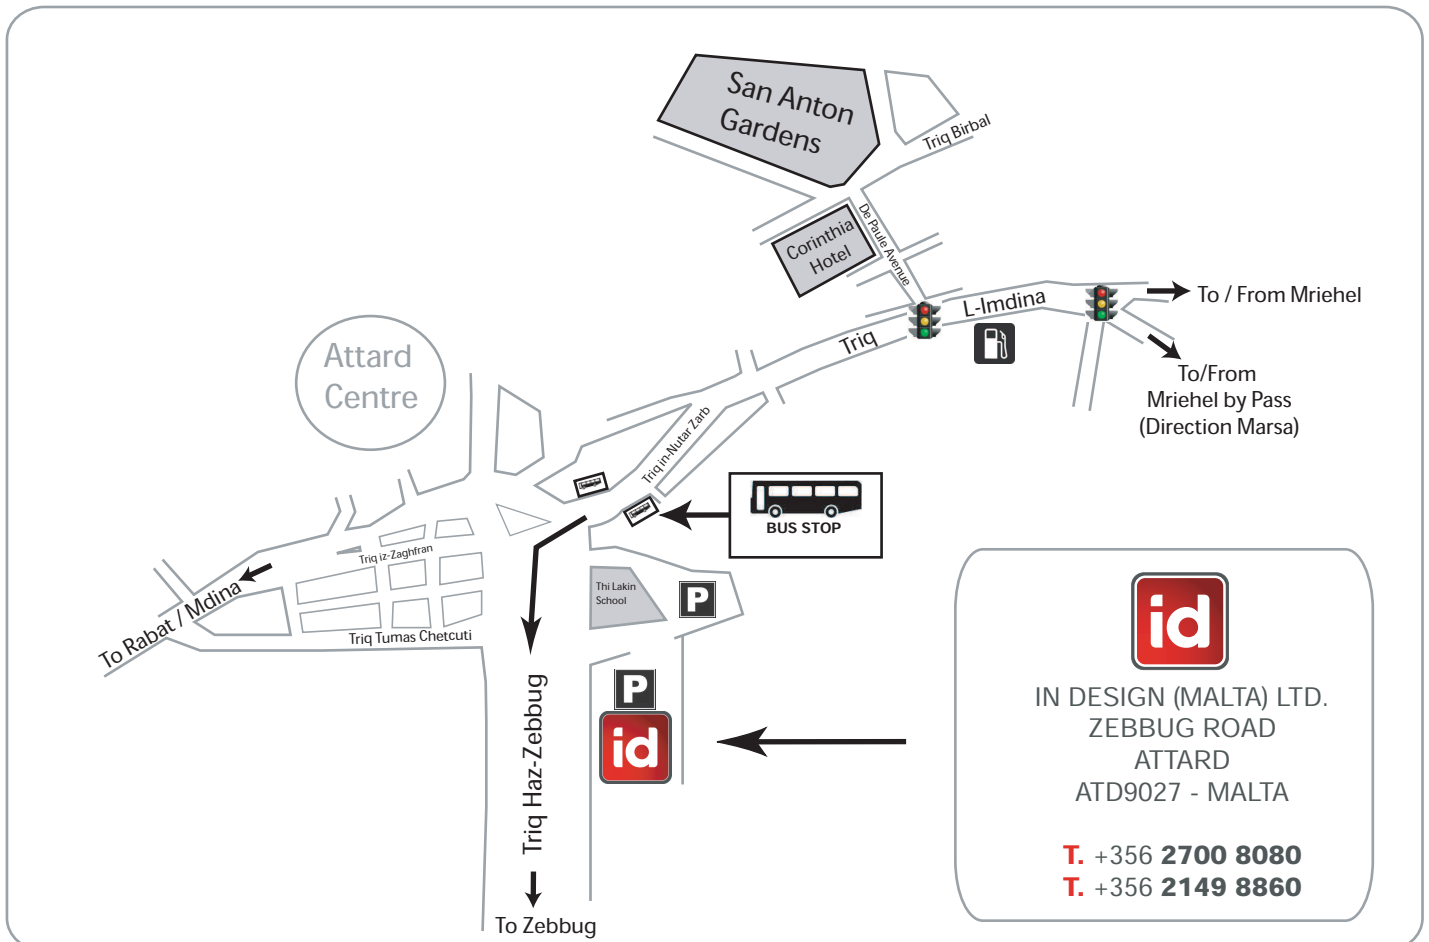 San Anton
Gardens
Triq Birbal
De Paule Avenue
Corinthia
Hotel
L-Imdina
To / From Mriehel
Triq
To/From
Mriehel by Pass
(Direction Marsa)
Attard
Centre
Triq in-Nutar Zarb
BUS STOP
Triq iz-Zaghfran
Thi Lakin
School
P
To Rabat / Mdina
Triq Tumas Chetcuti
P
id
Triq Haz-Zebbug
To Zebbug
id
IN DESIGN (MALTA) LTD.
ZEBBUG ROAD
ATTARD
ATD9027 - MALTA
T. +356 2700 8080
T. +356 2149 8860